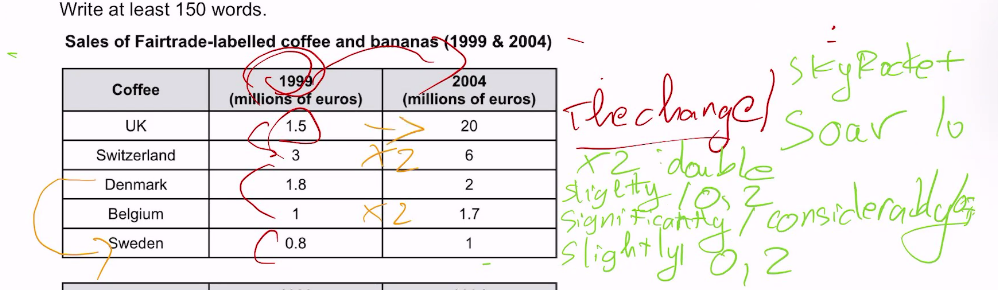 Write at least 150 words.
Sales of Fairtrade-labelled coffee and bananas (1999 & 2004)
Coffee 1999 (millions of euros) 2004 (millions of euros)
UK 1.5 20
Switzerland 3 x2 6
Denmark 1.8 2
Belgium 1 x2 1.7
Sweden 0.8 1
The change/
skyRocket
Soar 10
x2 : double
sligltty / 0,2
significantly / considerably
slightly/ 0,2